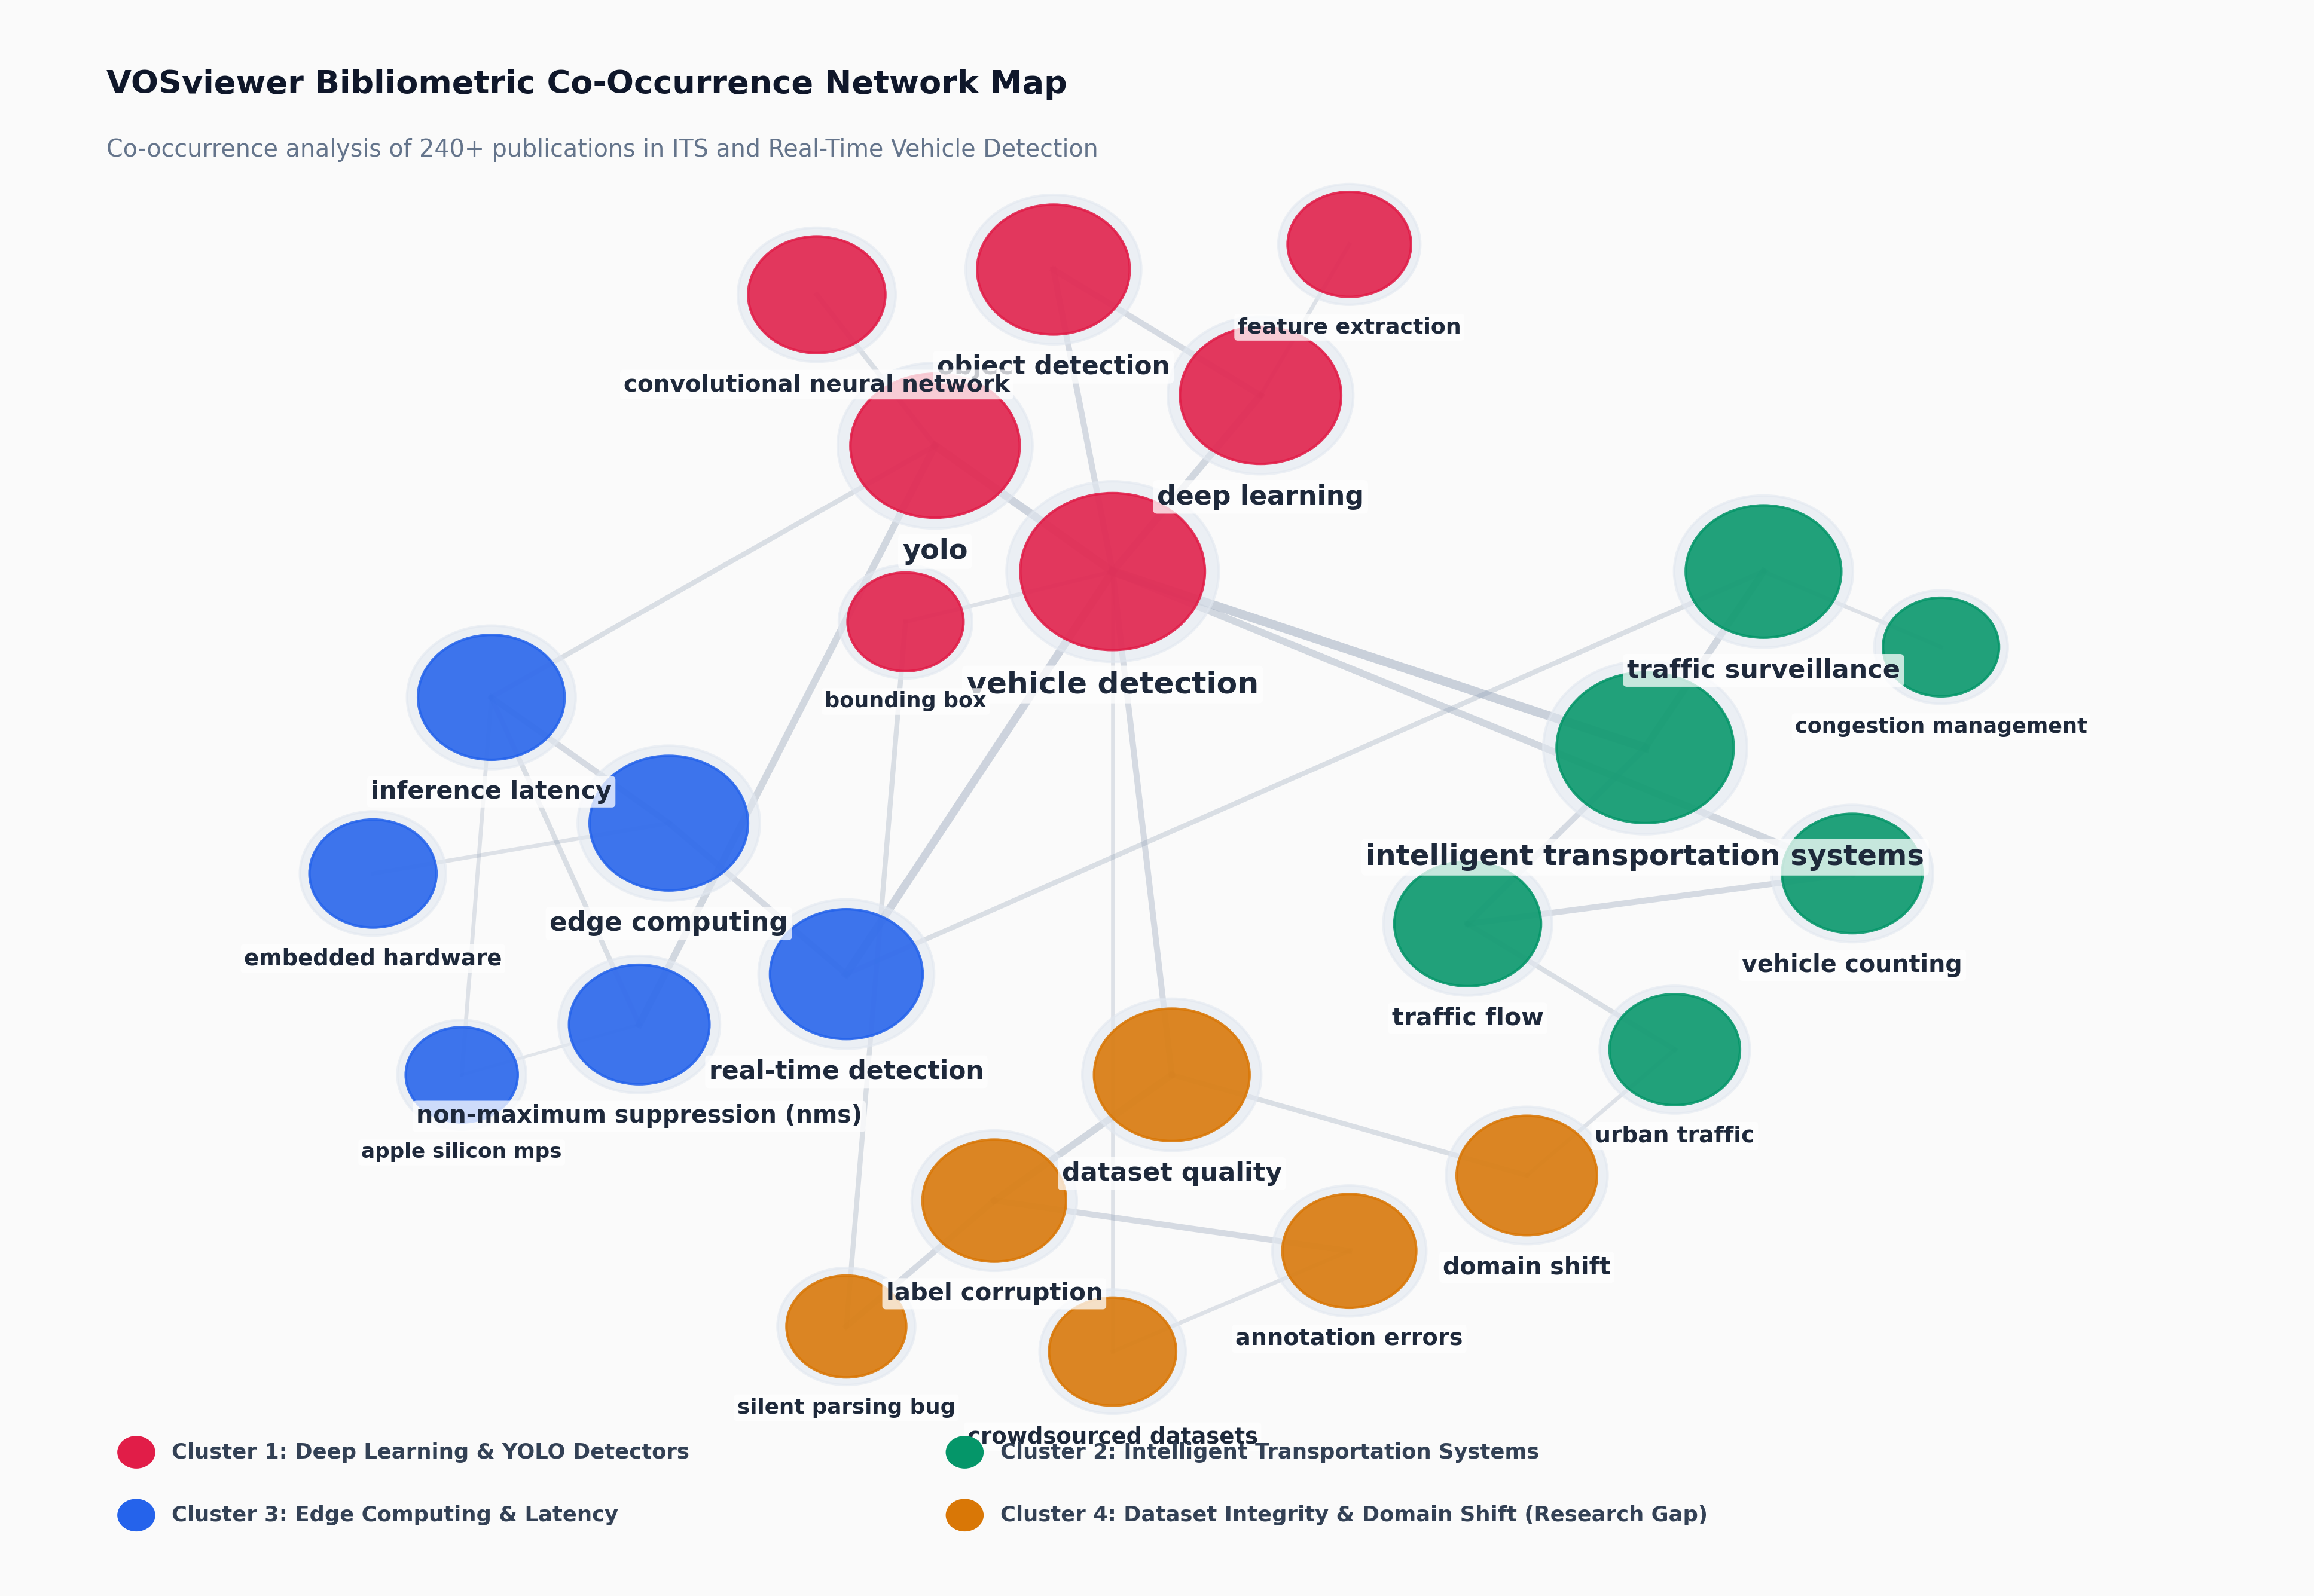 VOSviewer Bibliometric Co-Occurrence Network Map
Co-occurrence analysis of 240+ publications in ITS and Real-Time Vehicle Detection
feature extraction
object detection
convolutional neural network
deep learning
yolo
traffic surveillance
vehicle detection
bounding box
congestion management
inference latency
intelligent transportation systems
edge computing
embedded hardware
vehicle counting
traffic flow
real-time detection
non-maximum suppression (nms)
urban traffic
apple silicon mps
dataset quality
domain shift
label corruption
annotation errors
silent parsing bug
crowdsourced datasets
Cluster 1: Deep Learning & YOLO Detectors
Cluster 2: Intelligent Transportation Systems
Cluster 3: Edge Computing & Latency
Cluster 4: Dataset Integrity & Domain Shift (Research Gap)